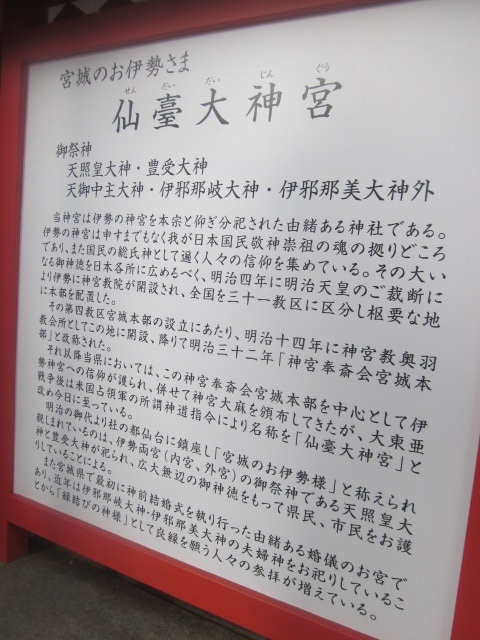 宮城のお伊勢さま
せん だい だい じん ぐう
仙臺大神宮
御祭神
天照皇大神・豊受大神
天御中主大神・伊邪那岐大神・伊邪那美大神外
当神宮は伊勢の神宮を本宗と仰ぎ分祀された由緒ある神社である。
伊勢の神宮は申すまでもなく我が日本国民敬神崇祖の魂の拠りどころ
であり、また国民の総氏神として遍く人々の信仰を集めている。その大い
なる御神徳を日本各所に広めるべく、明治四年に明治天皇のご裁断に
より伊勢に神宮教院が開設され、全国を三十一教区に区分し枢要な地
に本部を配置した。
その第四教区宮城本部の設立にあたり、明治十四年に神宮教奥羽
教会所としてこの地に開設、降りて明治三十二年「神宮奉斎会宮城本
部」と改称された。
それ以降当県においては、この神宮奉斎会宮城本部を中心として伊
勢神宮への信仰が護られ、併せて神宮大麻を頒布してきたが、大東亜
戦争後は米国占領軍の所謂神道指令により名称を「仙臺大神宮」と
改め今日に至っている。
明治の御代より社の都仙台に鎮座し「宮城のお伊勢様」と称えられ
親しまれているのは、伊勢両宮(内宮、外宮)の御祭神である天照皇大
神と豊受大神が祀られ、広大無辺の御神徳をもって県民、市民をお護
りしていることによる。
また宮城県で最初に神前結婚式を執り行った由緒ある婚儀のお宮で
あり、近年は伊邪那岐大神・伊邪那美大神の夫婦神をお祀りしているこ
とから「縁結びの神様」として良縁を願う人々の参拝が増えている。